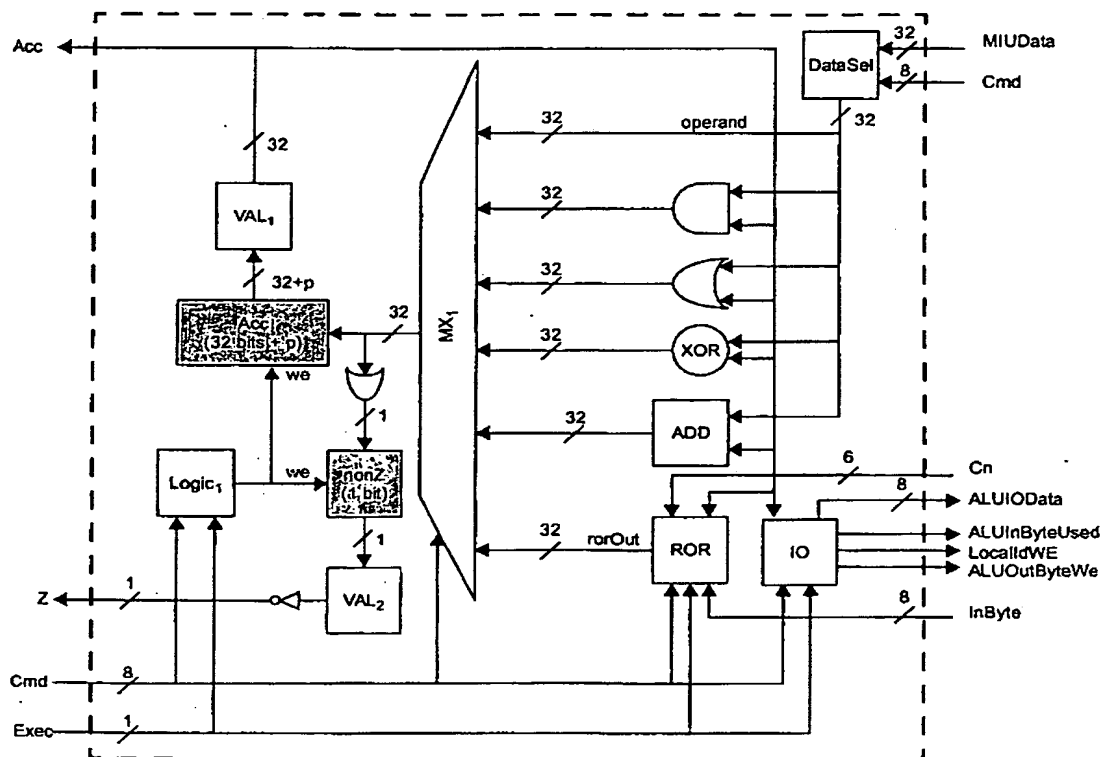 Acc
32
MIUData
DataSel
8
Cmd
32
operand
32
32
32
VAL1
32+p
32
Acc
(32 bits + p)
32
MX1
32
XOR
we
1
32
ADD
Logic1
we
nonZ
(1 bit)
6
Cn
8
ALUIOData
1
32
rorOut
ROR
IO
ALUInByteUsed
LocalIdWE
ALUOutByteWe
Z
1
VAL2
8
InByte
Cmd
8
Exec
1